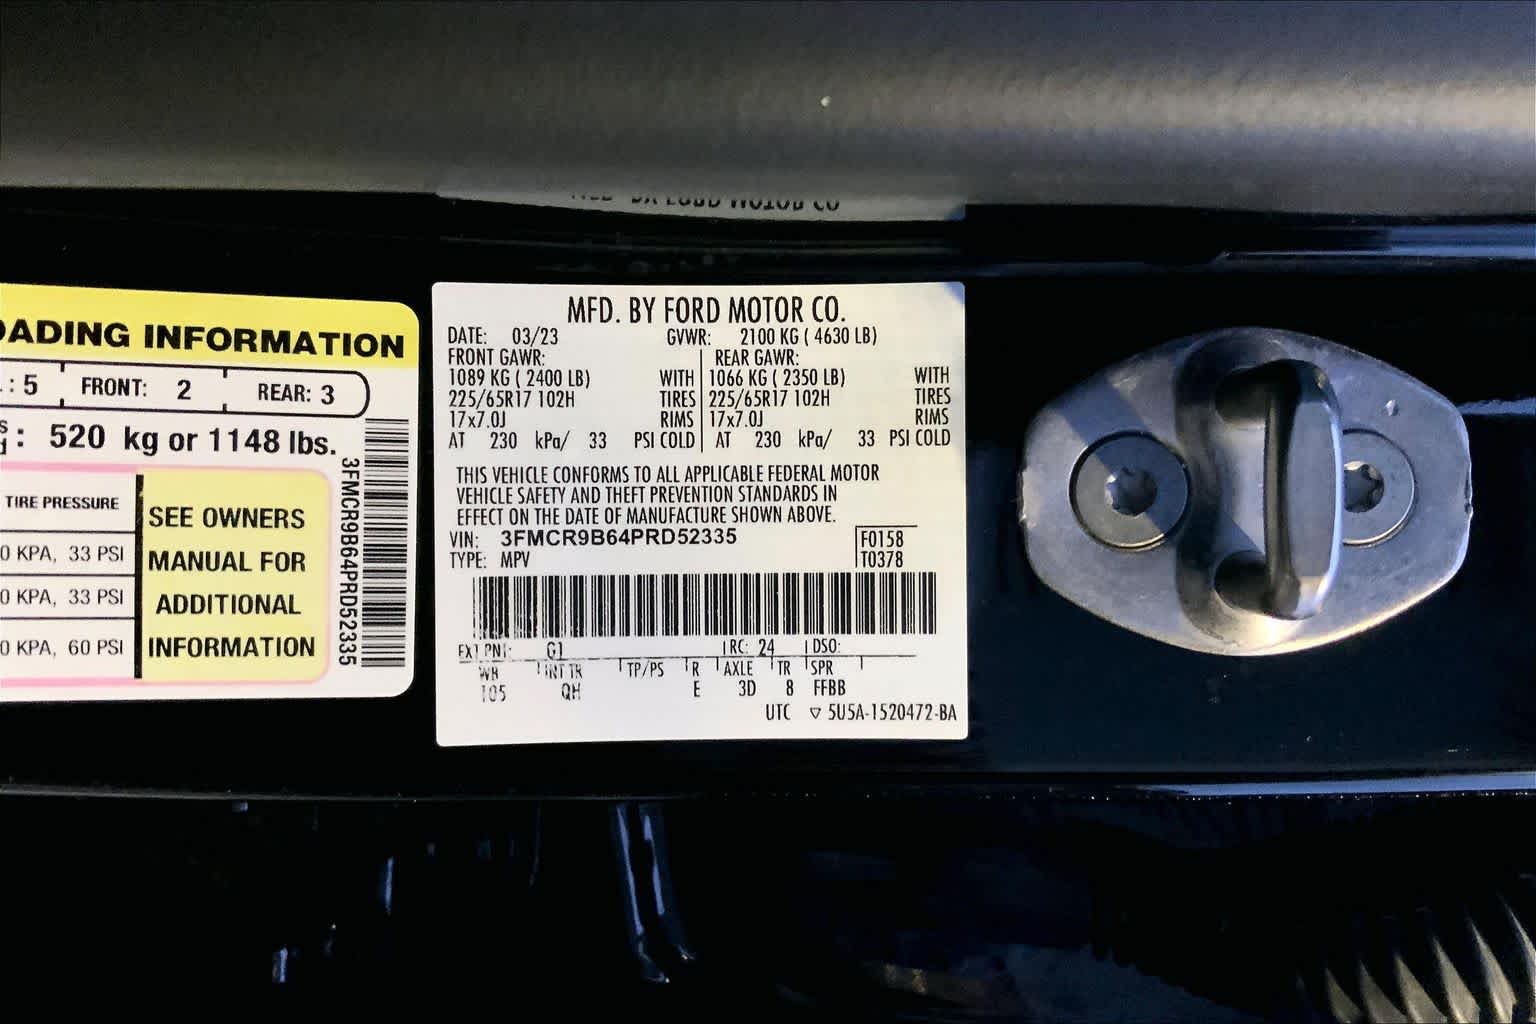 ADING INFORMATION
: 5 FRONT: 2 REAR: 3
: 520 kg or 1148 lbs.
TIRE PRESSURE
0 KPA, 33 PSI
0 KPA, 33 PSI
0 KPA, 60 PSI
SEE OWNERS
MANUAL FOR
ADDITIONAL
INFORMATION
3FMCR9B64PRD52335
MFD. BY FORD MOTOR CO.
DATE: 03/23 GVWR: 2100 KG ( 4630 LB)
FRONT GAWR: REAR GAWR:
1089 KG ( 2400 LB) WITH 1066 KG ( 2350 LB) WITH
225/65R17 102H TIRES 225/65R17 102H TIRES
17x7.0J RIMS 17x7.0J RIMS
AT 230 kPa/ 33 PSI COLD AT 230 kPa/ 33 PSI COLD
THIS VEHICLE CONFORMS TO ALL APPLICABLE FEDERAL MOTOR
VEHICLE SAFETY AND THEFT PREVENTION STANDARDS IN
EFFECT ON THE DATE OF MANUFACTURE SHOWN ABOVE.
VIN: 3FMCR9B64PRD52335 F0158
TYPE: MPV T0378
EXT PNT: G1 RC: 24 DSO:
WB INT TR TP/PS R AXLE TR SPR
105 QH E 3D 8 FFBB
UTC ▽ 5U5A-1520472-BA